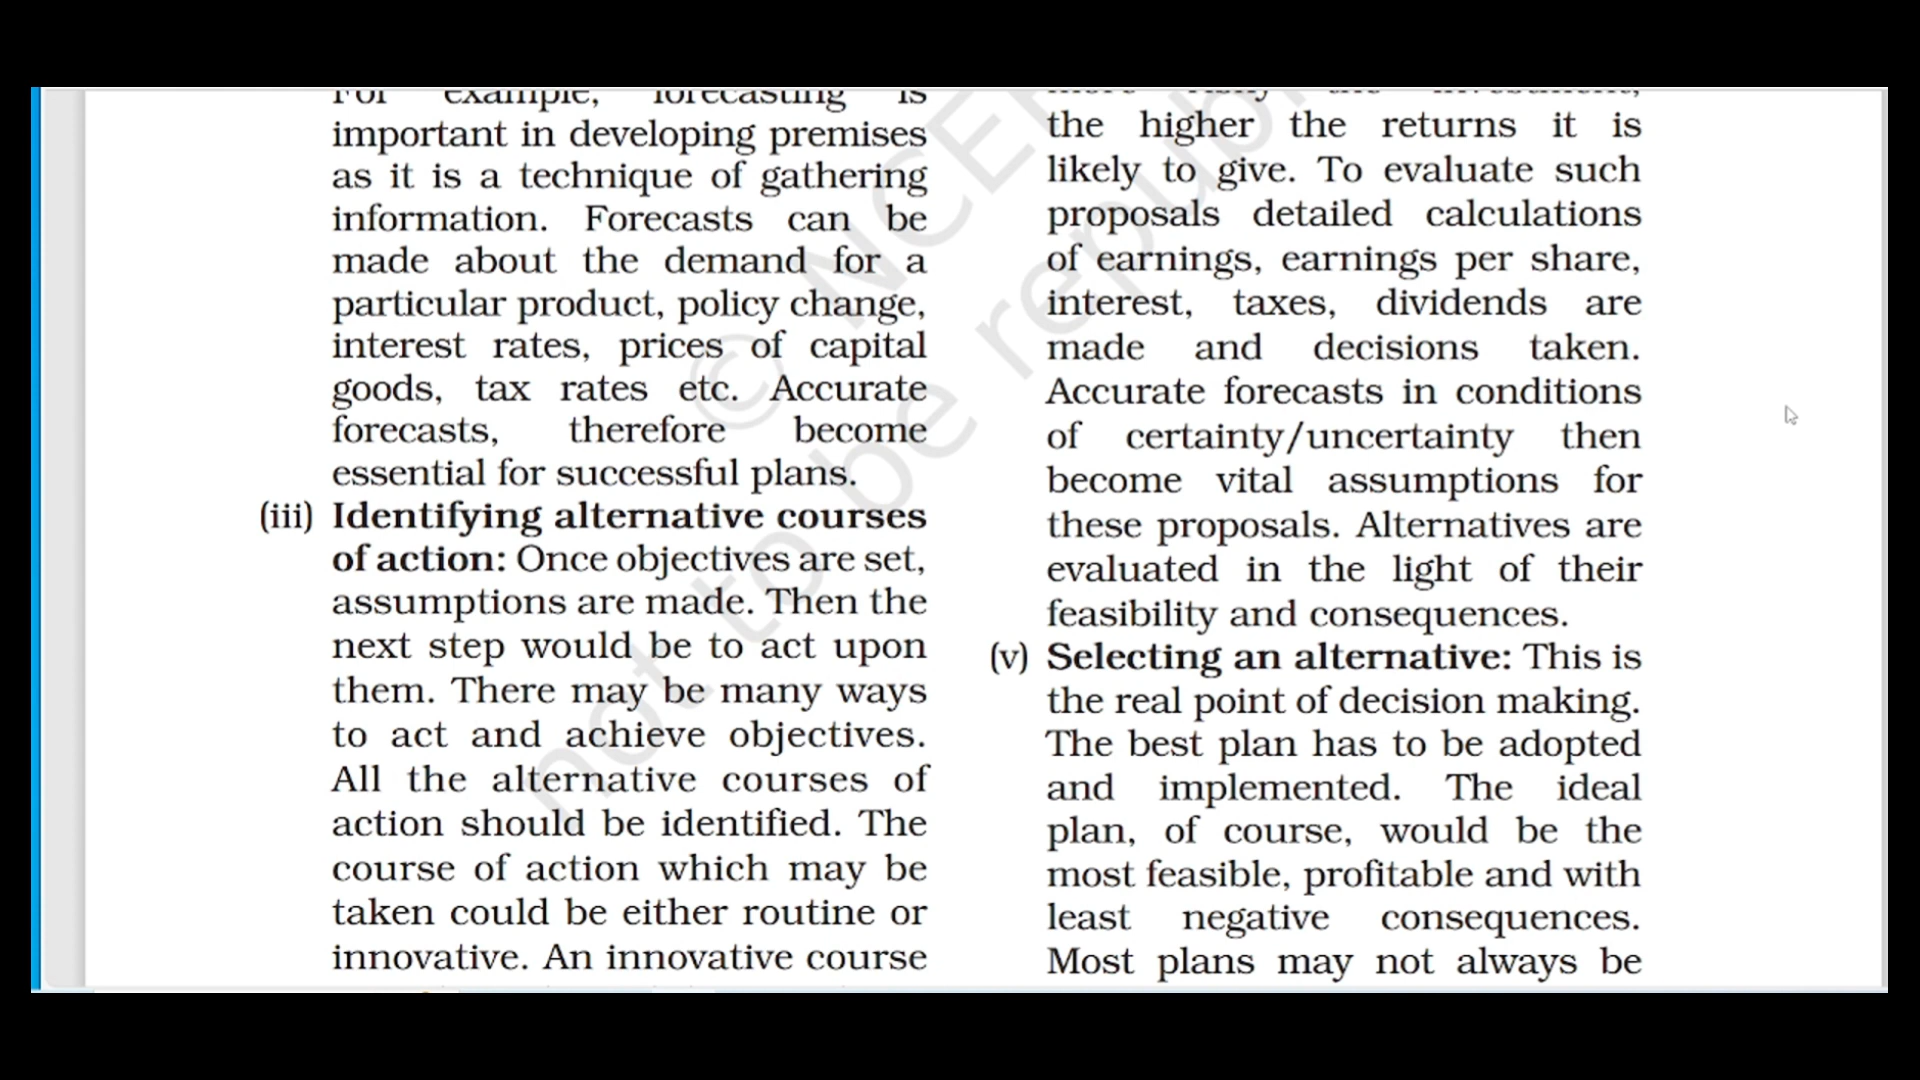 For example, forecasting is
important in developing premises
as it is a technique of gathering
information. Forecasts can be
made about the demand for a
particular product, policy change,
interest rates, prices of capital
goods, tax rates etc. Accurate
forecasts, therefore become
essential for successful plans.
(iii) Identifying alternative courses
of action: Once objectives are set,
assumptions are made. Then the
next step would be to act upon
them. There may be many ways
to act and achieve objectives.
All the alternative courses of
action should be identified. The
course of action which may be
taken could be either routine or
innovative. An innovative course
the higher the returns it is
likely to give. To evaluate such
proposals detailed calculations
of earnings, earnings per share,
interest, taxes, dividends are
made and decisions taken.
Accurate forecasts in conditions
of certainty/uncertainty then
become vital assumptions for
these proposals. Alternatives are
evaluated in the light of their
feasibility and consequences.
(v) Selecting an alternative: This is
the real point of decision making.
The best plan has to be adopted
and implemented. The ideal
plan, of course, would be the
most feasible, profitable and with
least negative consequences.
Most plans may not always be
©
not to be